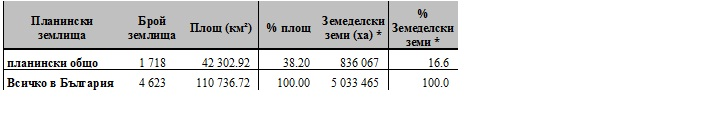 Планински землища | Брой землища | Площ (км²) | % площ | Земеделски земи (ха) * | % Земеделски земи *
планински общо | 1 718 | 42 302.92 | 38.20 | 836 067 | 16.6
Всичко в България | 4 623 | 110 736.72 | 100.00 | 5 033 465 | 100.0